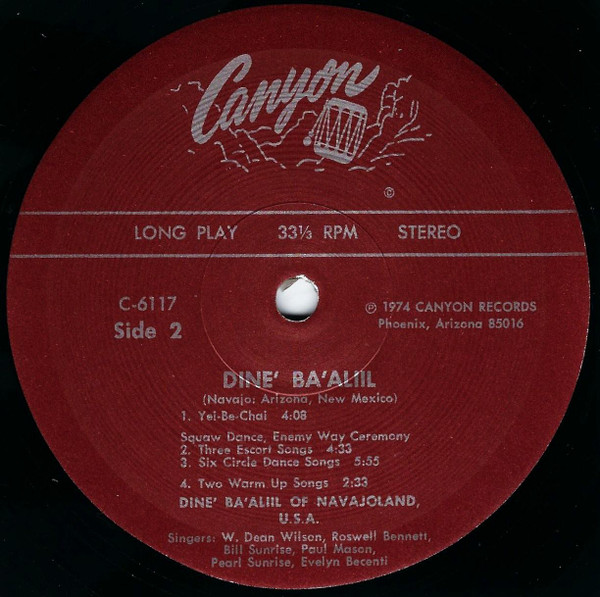 Canyon
©
LONG PLAY 33⅓ RPM STEREO
C-6117
Side 2
℗ 1974 CANYON RECORDS
Phoenix, Arizona 85016
DINE' BA'ALIIL
(Navajo: Arizona, New Mexico)
1. Yei-Be-Chai 4:08
Squaw Dance, Enemy Way Ceremony
2. Three Escort Songs 4:33
3. Six Circle Dance Songs 5:55
4. Two Warm Up Songs 2:33
DINE' BA'ALIIL OF NAVAJOLAND,
U.S.A.
Singers: W. Dean Wilson, Roswell Bennett,
Bill Sunrise, Paul Mason,
Pearl Sunrise, Evelyn Becenti